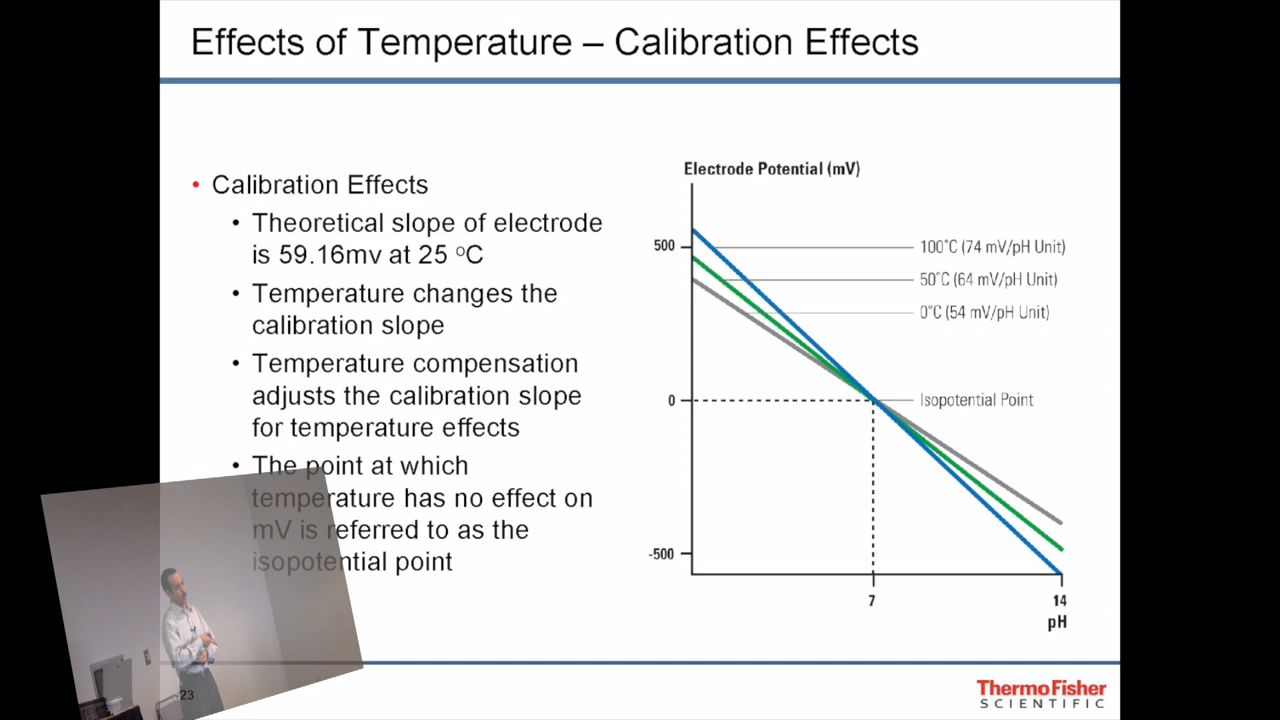 Effects of Temperature – Calibration Effects
• Calibration Effects
• Theoretical slope of electrode
is 59.16mv at 25 ºC
• Temperature changes the
calibration slope
• Temperature compensation
adjusts the calibration slope
for temperature effects
• The point at which
temperature has no effect on
mV is referred to as the
isopotential point
Electrode Potential (mV)
500
0
-500
100˚C (74 mV/pH Unit)
50˚C (64 mV/pH Unit)
0˚C (54 mV/pH Unit)
Isopotential Point
7
14
pH
23
ThermoFisher
SCIENTIFIC